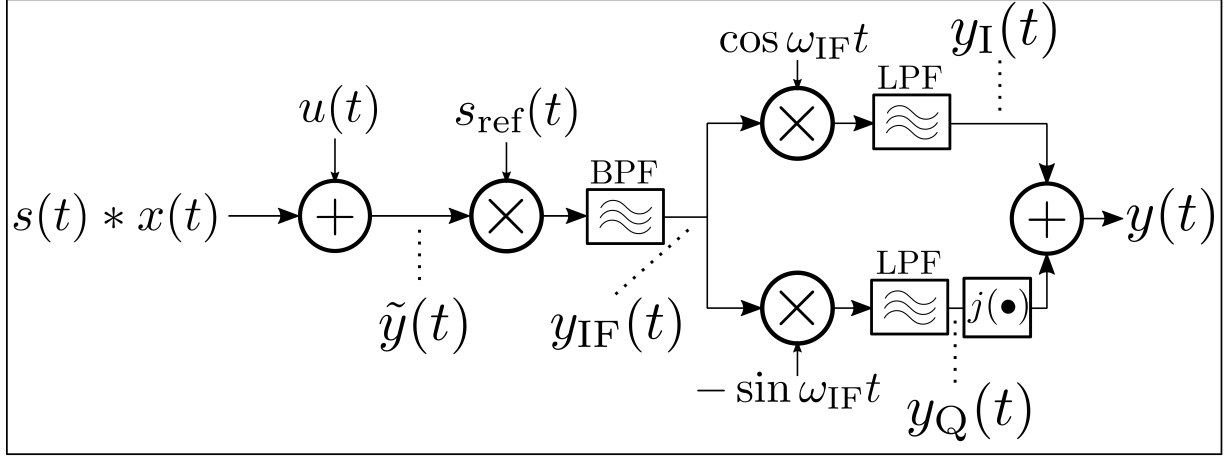 cos ω_IF t
y_I(t)
LPF
u(t)
s_ref(t)
BPF
s(t) ∗ x(t)
y(t)
LPF
j(•)
ỹ(t)
y_IF(t)
− sin ω_IF t
y_Q(t)